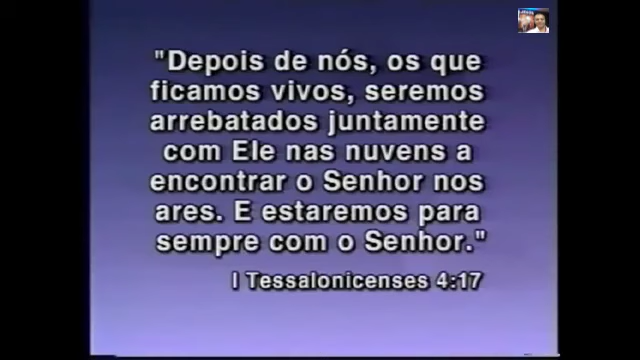 "Depois de nós, os que
ficamos vivos, seremos
arrebatados juntamente
com Ele nas nuvens a
encontrar o Senhor nos
ares. E estaremos para
sempre com o Senhor."
I Tessalonicenses 4:17